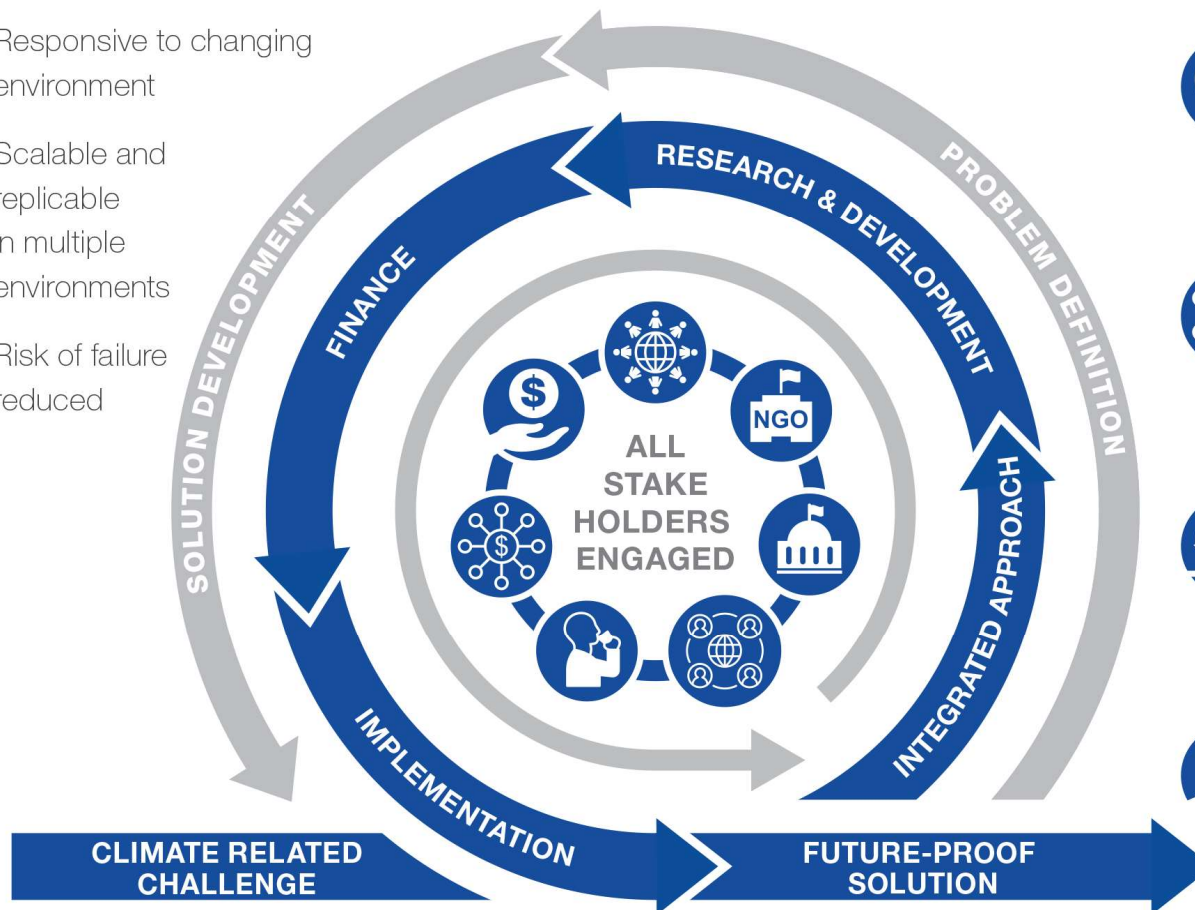 Responsive to changing
environment
Scalable and
replicable
in multiple
environments
Risk of failure
reduced
SOLUTION DEVELOPMENT
PROBLEM DEFINITION
FINANCE
RESEARCH & DEVELOPMENT
INTEGRATED APPROACH
IMPLEMENTATION
$
NGO
$
ALL
STAKE
HOLDERS
ENGAGED
CLIMATE RELATED
CHALLENGE
FUTURE-PROOF
SOLUTION